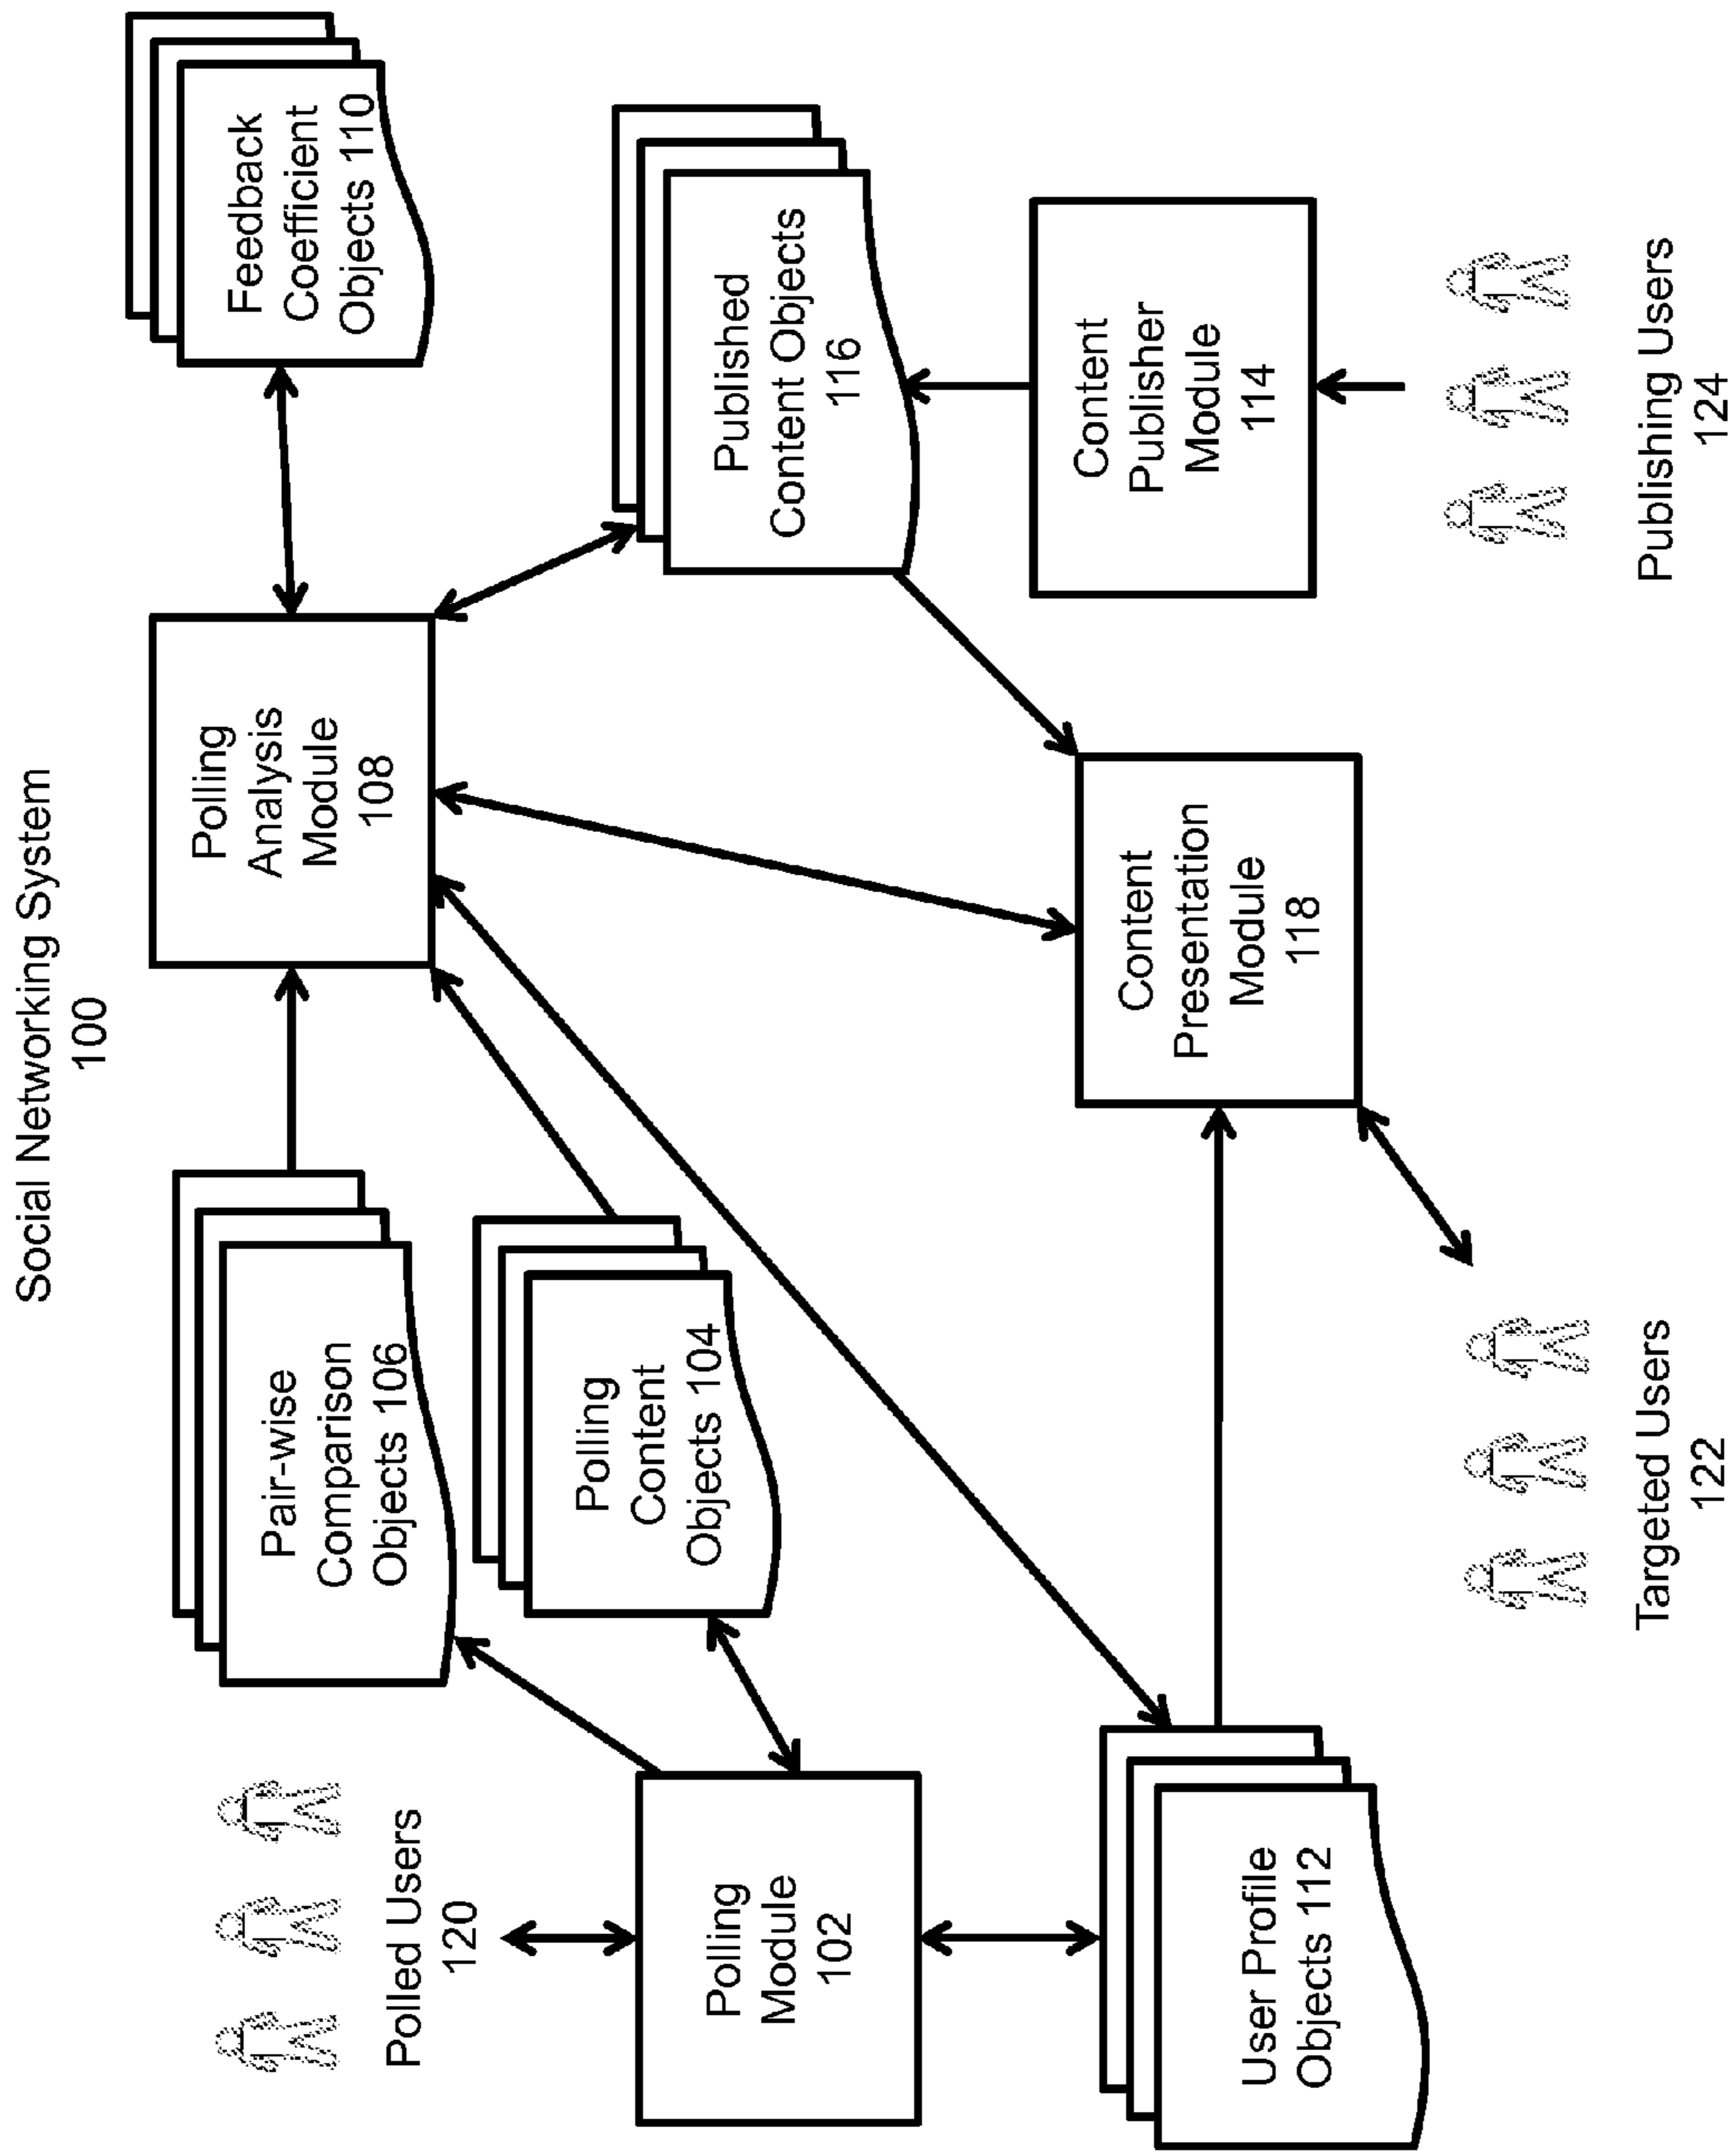 Social Networking System
100
Polled Users
120
Pair-wise
Comparison
Objects 106
Polling
Analysis
Module
108
Feedback
Coefficient
Objects 110
Polling
Module
102
Polling
Content
Objects 104
Published
Content Objects
116
User Profile
Objects 112
Content
Presentation
Module
118
Content
Publisher
Module
114
Targeted Users
122
Publishing Users
124